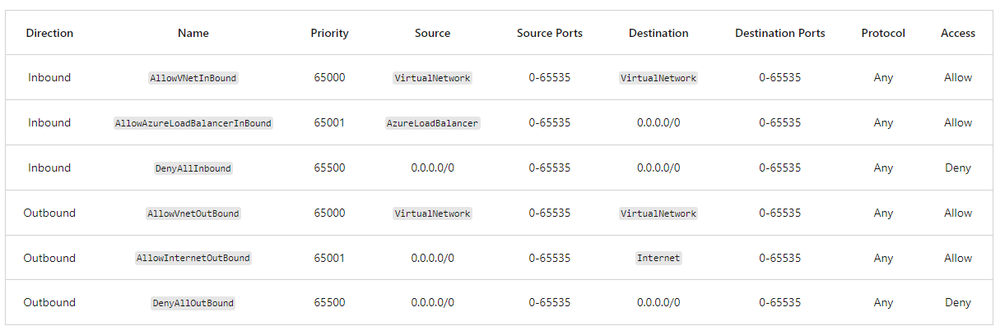 Direction Name Priority Source Source Ports Destination Destination Ports Protocol Access
Inbound AllowVNetInBound 65000 VirtualNetwork 0-65535 VirtualNetwork 0-65535 Any Allow
Inbound AllowAzureLoadBalancerInBound 65001 AzureLoadBalancer 0-65535 0.0.0.0/0 0-65535 Any Allow
Inbound DenyAllInbound 65500 0.0.0.0/0 0-65535 0.0.0.0/0 0-65535 Any Deny
Outbound AllowVnetOutBound 65000 VirtualNetwork 0-65535 VirtualNetwork 0-65535 Any Allow
Outbound AllowInternetOutBound 65001 0.0.0.0/0 0-65535 Internet 0-65535 Any Allow
Outbound DenyAllOutBound 65500 0.0.0.0/0 0-65535 0.0.0.0/0 0-65535 Any Deny